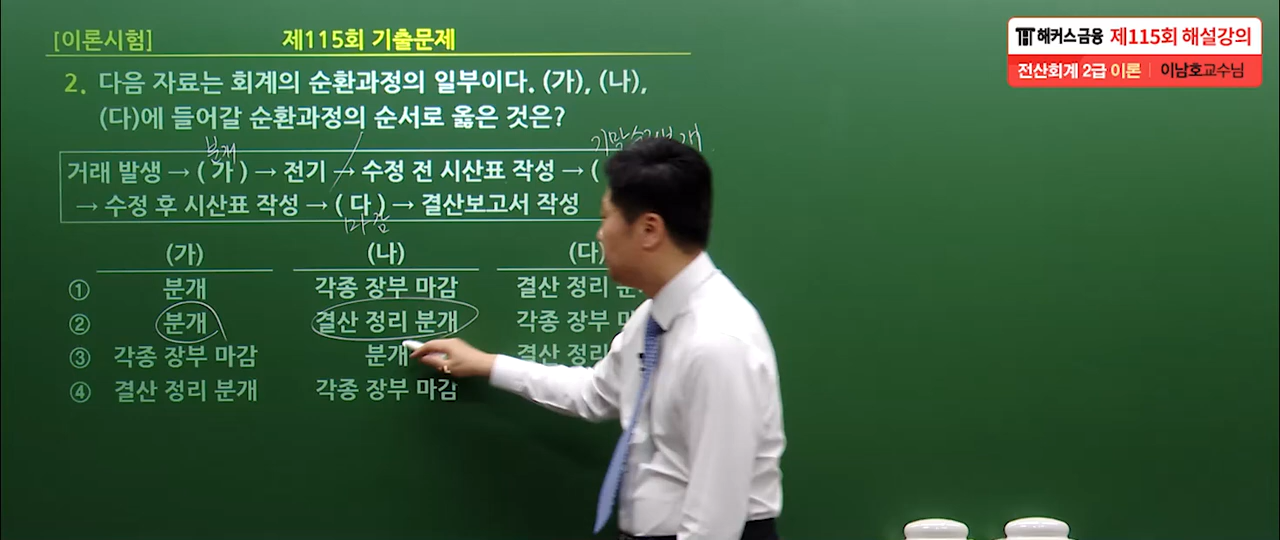 [이론시험] 제115회 기출문제
해커스금융 제115회 해설강의
전산회계 2급 이론 | 이남호교수님
2. 다음 자료는 회계의 순환과정의 일부이다. (가), (나),
(다)에 들어갈 순환과정의 순서로 옳은 것은?
분개
거래 발생 → ( 가 ) → 전기 → 수정 전 시산표 작성 → (
→ 수정 후 시산표 작성 → ( 다 ) → 결산보고서 작성
마감
(가) (나) (다)
① 분개 각종 장부 마감 결산 정리
② 분개 결산 정리 분개 각종 장부
③ 각종 장부 마감 분개 결산 정리
④ 결산 정리 분개 각종 장부 마감